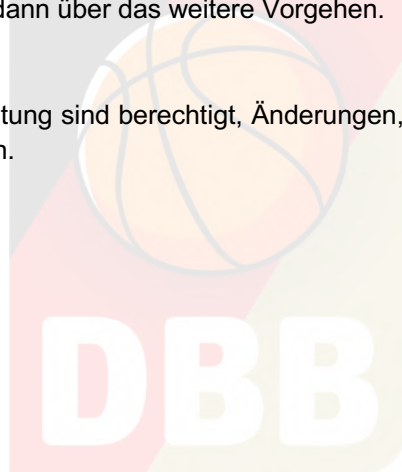 dann über das weitere Vorgehen.
tung sind berechtigt, Änderungen,
n.
DBB